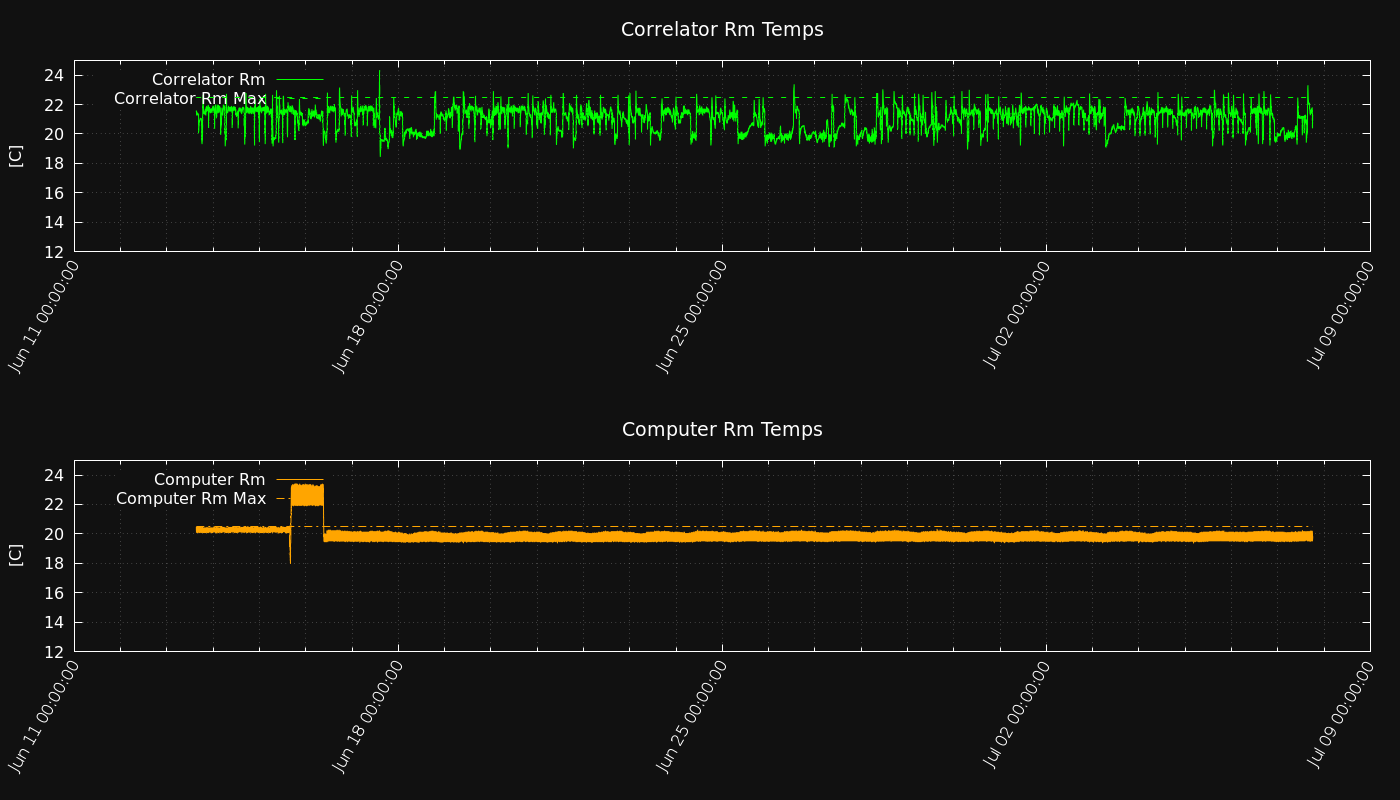 Correlator Rm Temps
Correlator Rm
Correlator Rm Max
[C]
24
22
20
18
16
14
12
Jun 11 00:00:00
Jun 18 00:00:00
Jun 25 00:00:00
Jul 02 00:00:00
Jul 09 00:00:00
Computer Rm Temps
Computer Rm
Computer Rm Max
[C]
24
22
20
18
16
14
12
Jun 11 00:00:00
Jun 18 00:00:00
Jun 25 00:00:00
Jul 02 00:00:00
Jul 09 00:00:00